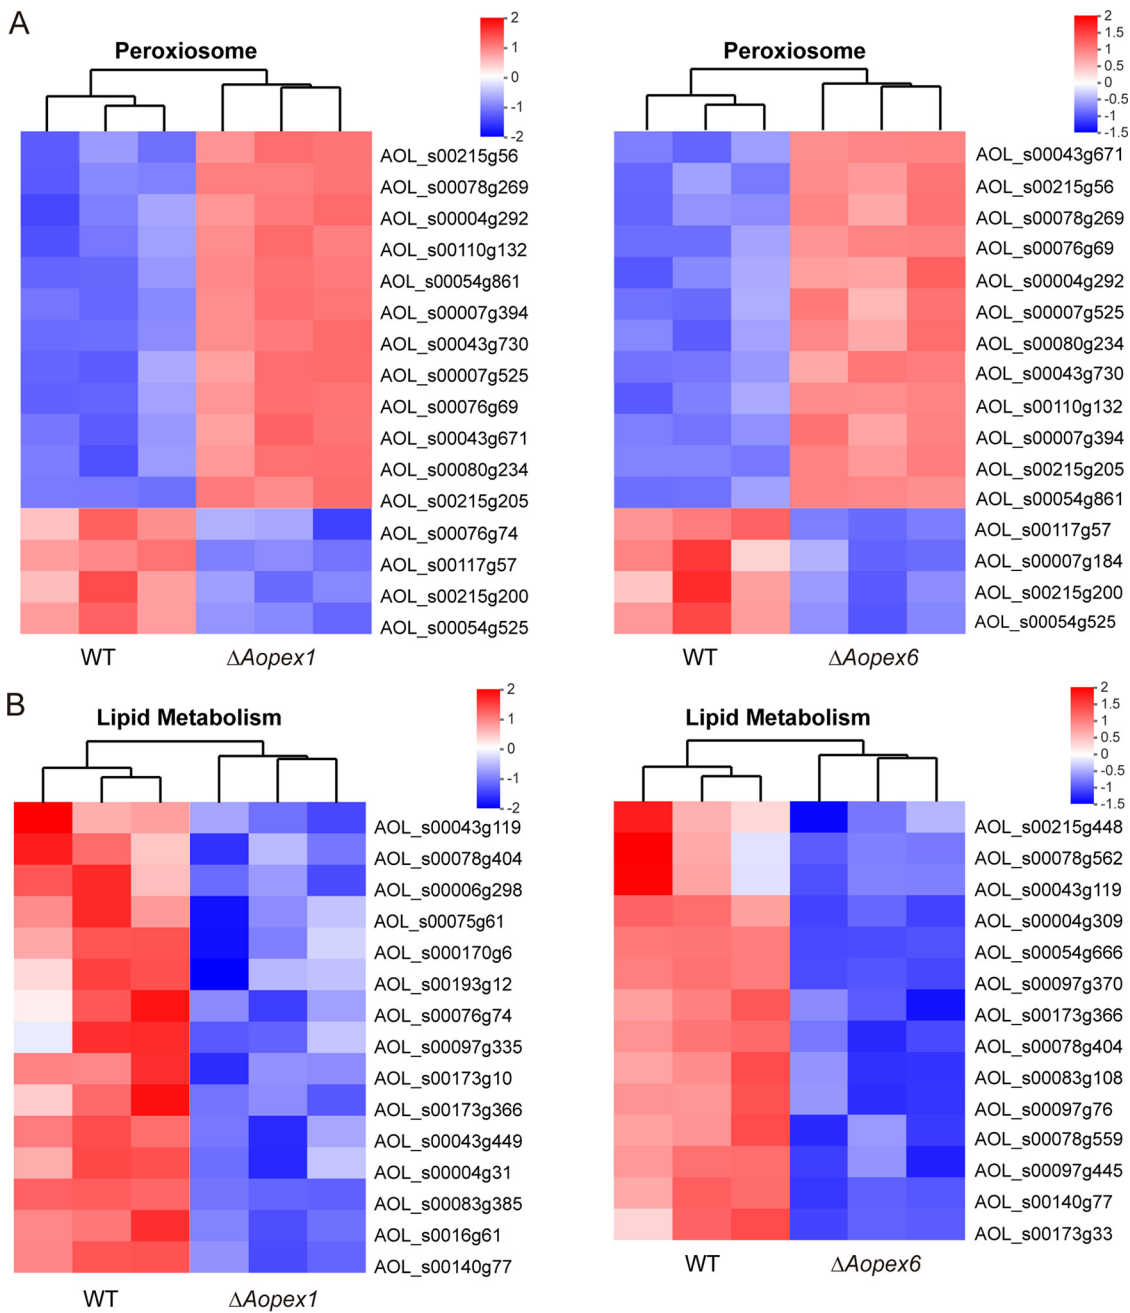 A
Peroxiosome
2
1
0
-1
-2
AOL_s00215g56
AOL_s00078g269
AOL_s00004g292
AOL_s00110g132
AOL_s00054g861
AOL_s00007g394
AOL_s00043g730
AOL_s00007g525
AOL_s00076g69
AOL_s00043g671
AOL_s00080g234
AOL_s00215g205
AOL_s00076g74
AOL_s00117g57
AOL_s00215g200
AOL_s00054g525
WT
ΔAopex1
Peroxiosome
2
1.5
1
0.5
0
-0.5
-1
-1.5
AOL_s00043g671
AOL_s00215g56
AOL_s00078g269
AOL_s00076g69
AOL_s00004g292
AOL_s00007g525
AOL_s00080g234
AOL_s00043g730
AOL_s00110g132
AOL_s00007g394
AOL_s00215g205
AOL_s00054g861
AOL_s00117g57
AOL_s00007g184
AOL_s00215g200
AOL_s00054g525
WT
ΔAopex6
B
Lipid Metabolism
2
1
0
-1
-2
AOL_s00043g119
AOL_s00078g404
AOL_s00006g298
AOL_s00075g61
AOL_s000170g6
AOL_s00193g12
AOL_s00076g74
AOL_s00097g335
AOL_s00173g10
AOL_s00173g366
AOL_s00043g449
AOL_s00004g31
AOL_s00083g385
AOL_s0016g61
AOL_s00140g77
WT
ΔAopex1
Lipid Metabolism
2
1.5
1
0.5
0
-0.5
-1
-1.5
AOL_s00215g448
AOL_s00078g562
AOL_s00043g119
AOL_s00004g309
AOL_s00054g666
AOL_s00097g370
AOL_s00173g366
AOL_s00078g404
AOL_s00083g108
AOL_s00097g76
AOL_s00078g559
AOL_s00097g445
AOL_s00140g77
AOL_s00173g33
WT
ΔAopex6